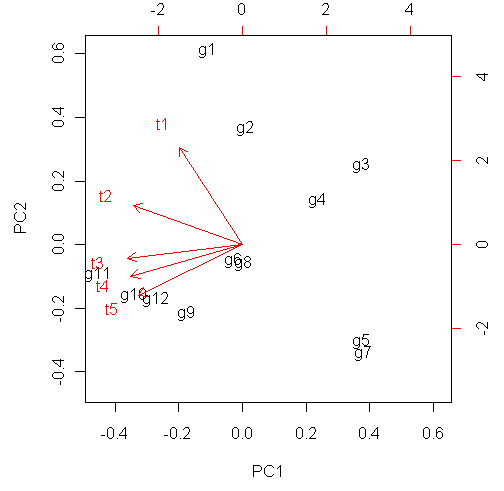 -2 0 2 4
g1
0.6 4
g2
t1
0.4
g3
0.2 t2 g4 2
PC2
0.0 g6 g8 0
t3
g11
t4
g10 g12
-0.2 t5 g9 -2
g5
g7
-0.4
-0.4 -0.2 0.0 0.2 0.4 0.6
PC1